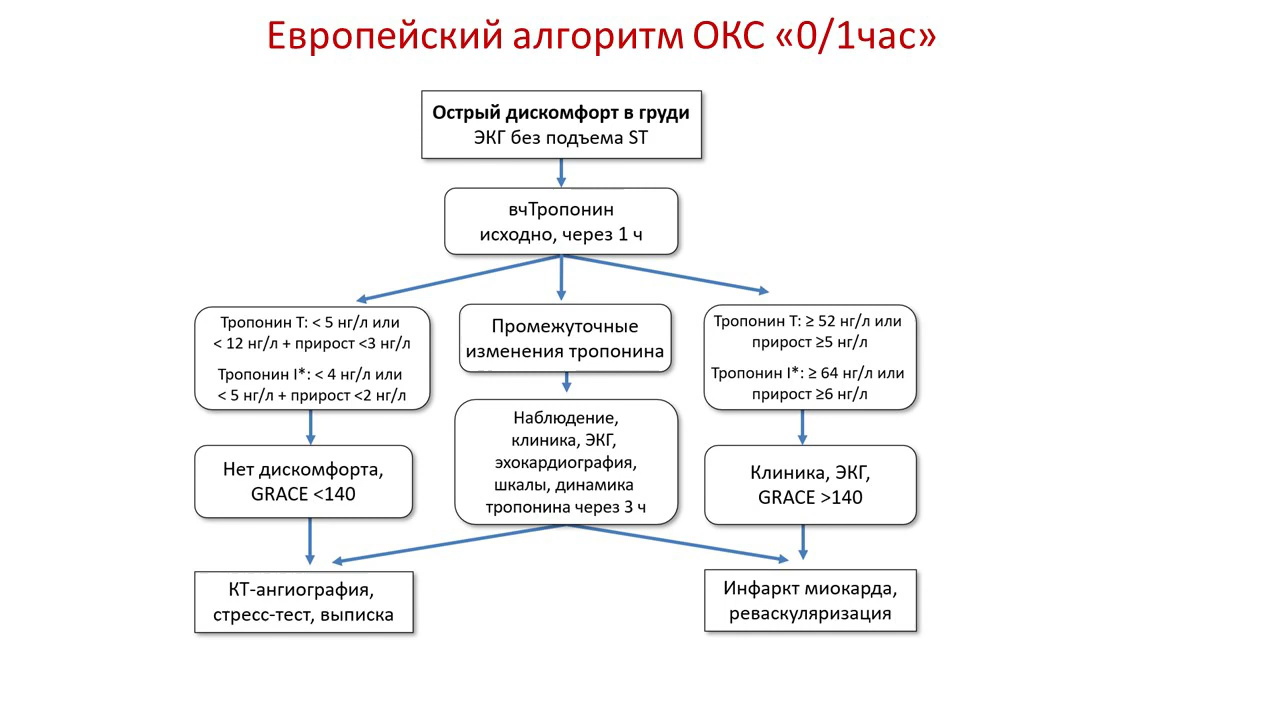 Европейский алгоритм ОКС «0/1час»
Острый дискомфорт в груди
ЭКГ без подъема ST
вчТропонин
исходно, через 1 ч
Тропонин Т: < 5 нг/л или
< 12 нг/л + прирост <3 нг/л
Тропонин I*: < 4 нг/л или
< 5 нг/л + прирост <2 нг/л
Промежуточные
изменения тропонина
Тропонин Т: ≥ 52 нг/л или
прирост ≥5 нг/л
Тропонин I*: ≥ 64 нг/л или
прирост ≥6 нг/л
Нет дискомфорта,
GRACE <140
Наблюдение,
клиника, ЭКГ,
эхокардиография,
шкалы, динамика
тропонина через 3 ч
Клиника, ЭКГ,
GRACE >140
КТ-ангиография,
стресс-тест, выписка
Инфаркт миокарда,
реваскуляризация